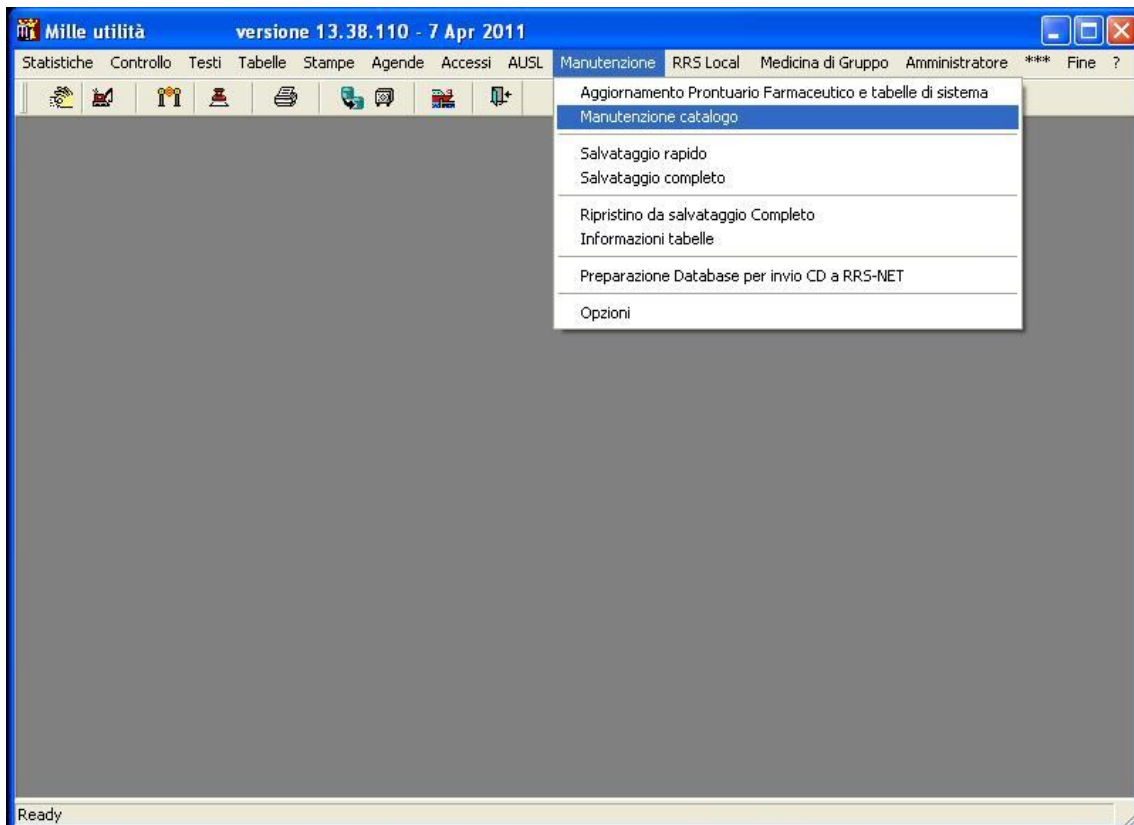 Mille utilità versione 13.38.110 - 7 Apr 2011
Statistiche Controllo Testi Tabelle Stampe Agende Accessi AUSL Manutenzione RRS Local Medicina di Gruppo Amministratore *** Fine ?
Aggiornamento Prontuario Farmaceutico e tabelle di sistema
Manutenzione catalogo
Salvataggio rapido
Salvataggio completo
Ripristino da salvataggio Completo
Informazioni tabelle
Preparazione Database per invio CD a RRS-NET
Opzioni
Ready